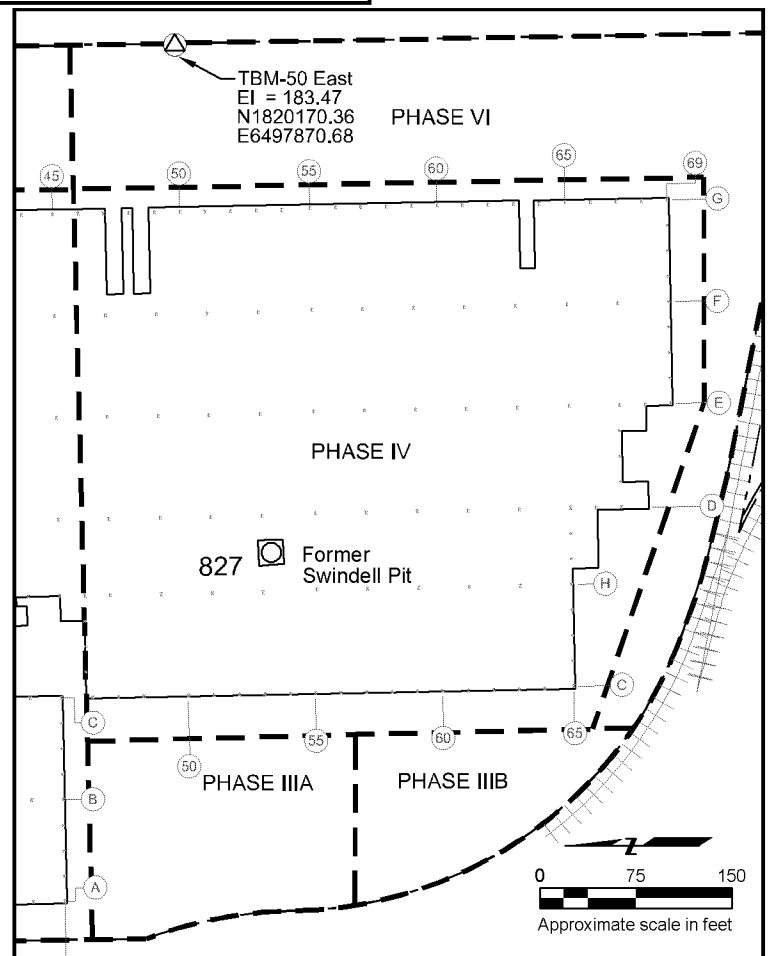 TBM-50 East
El = 183.47
N1820170.36
E6497870.68
PHASE VI
45
50
55
60
65
69
G
F
E
PHASE IV
D
827
Former
Swindell Pit
H
C
C
50
55
60
65
PHASE IIIA
PHASE IIIB
B
A
Z
0 75 150
Approximate scale in feet